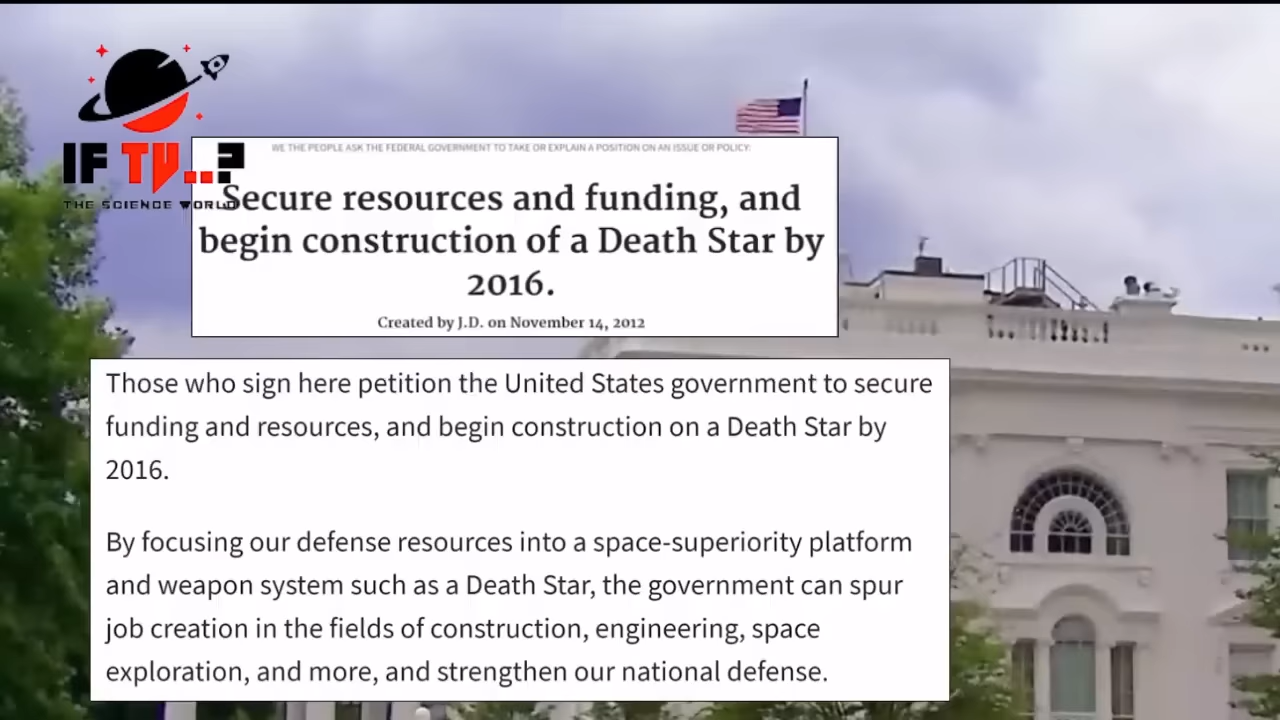 IF TV..?
THE SCIENCE WORLD
WE THE PEOPLE ASK THE FEDERAL GOVERNMENT TO TAKE OR EXPLAIN A POSITION ON AN ISSUE OR POLICY:
Secure resources and funding, and
begin construction of a Death Star by
2016.
Created by J.D. on November 14, 2012
Those who sign here petition the United States government to secure
funding and resources, and begin construction on a Death Star by
2016.
By focusing our defense resources into a space-superiority platform
and weapon system such as a Death Star, the government can spur
job creation in the fields of construction, engineering, space
exploration, and more, and strengthen our national defense.